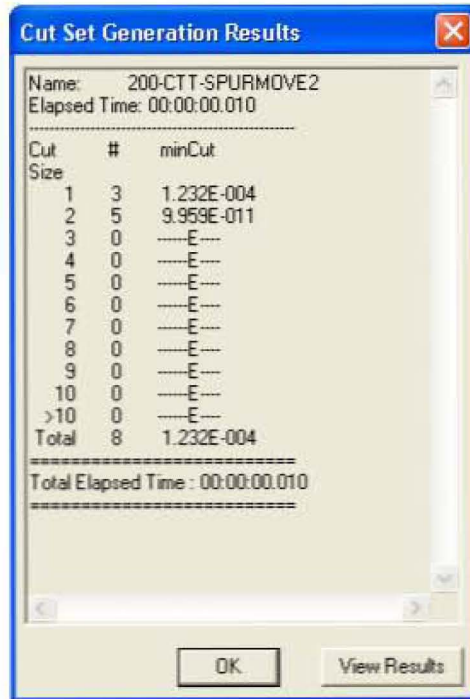 Cut Set Generation Results
Name: 200-CTT-SPURMOVE2
Elapsed Time: 00:00:00.010
--------------------------------------------------
Cut # minCut
Size
1 3 1.232E-004
2 5 9.959E-011
3 0 ------E----
4 0 ------E----
5 0 ------E----
6 0 ------E----
7 0 ------E----
8 0 ------E----
9 0 ------E----
10 0 ------E----
>10 0 ------E----
Total 8 1.232E-004
===========================
Total Elapsed Time : 00:00:00.010
===========================
OK View Results